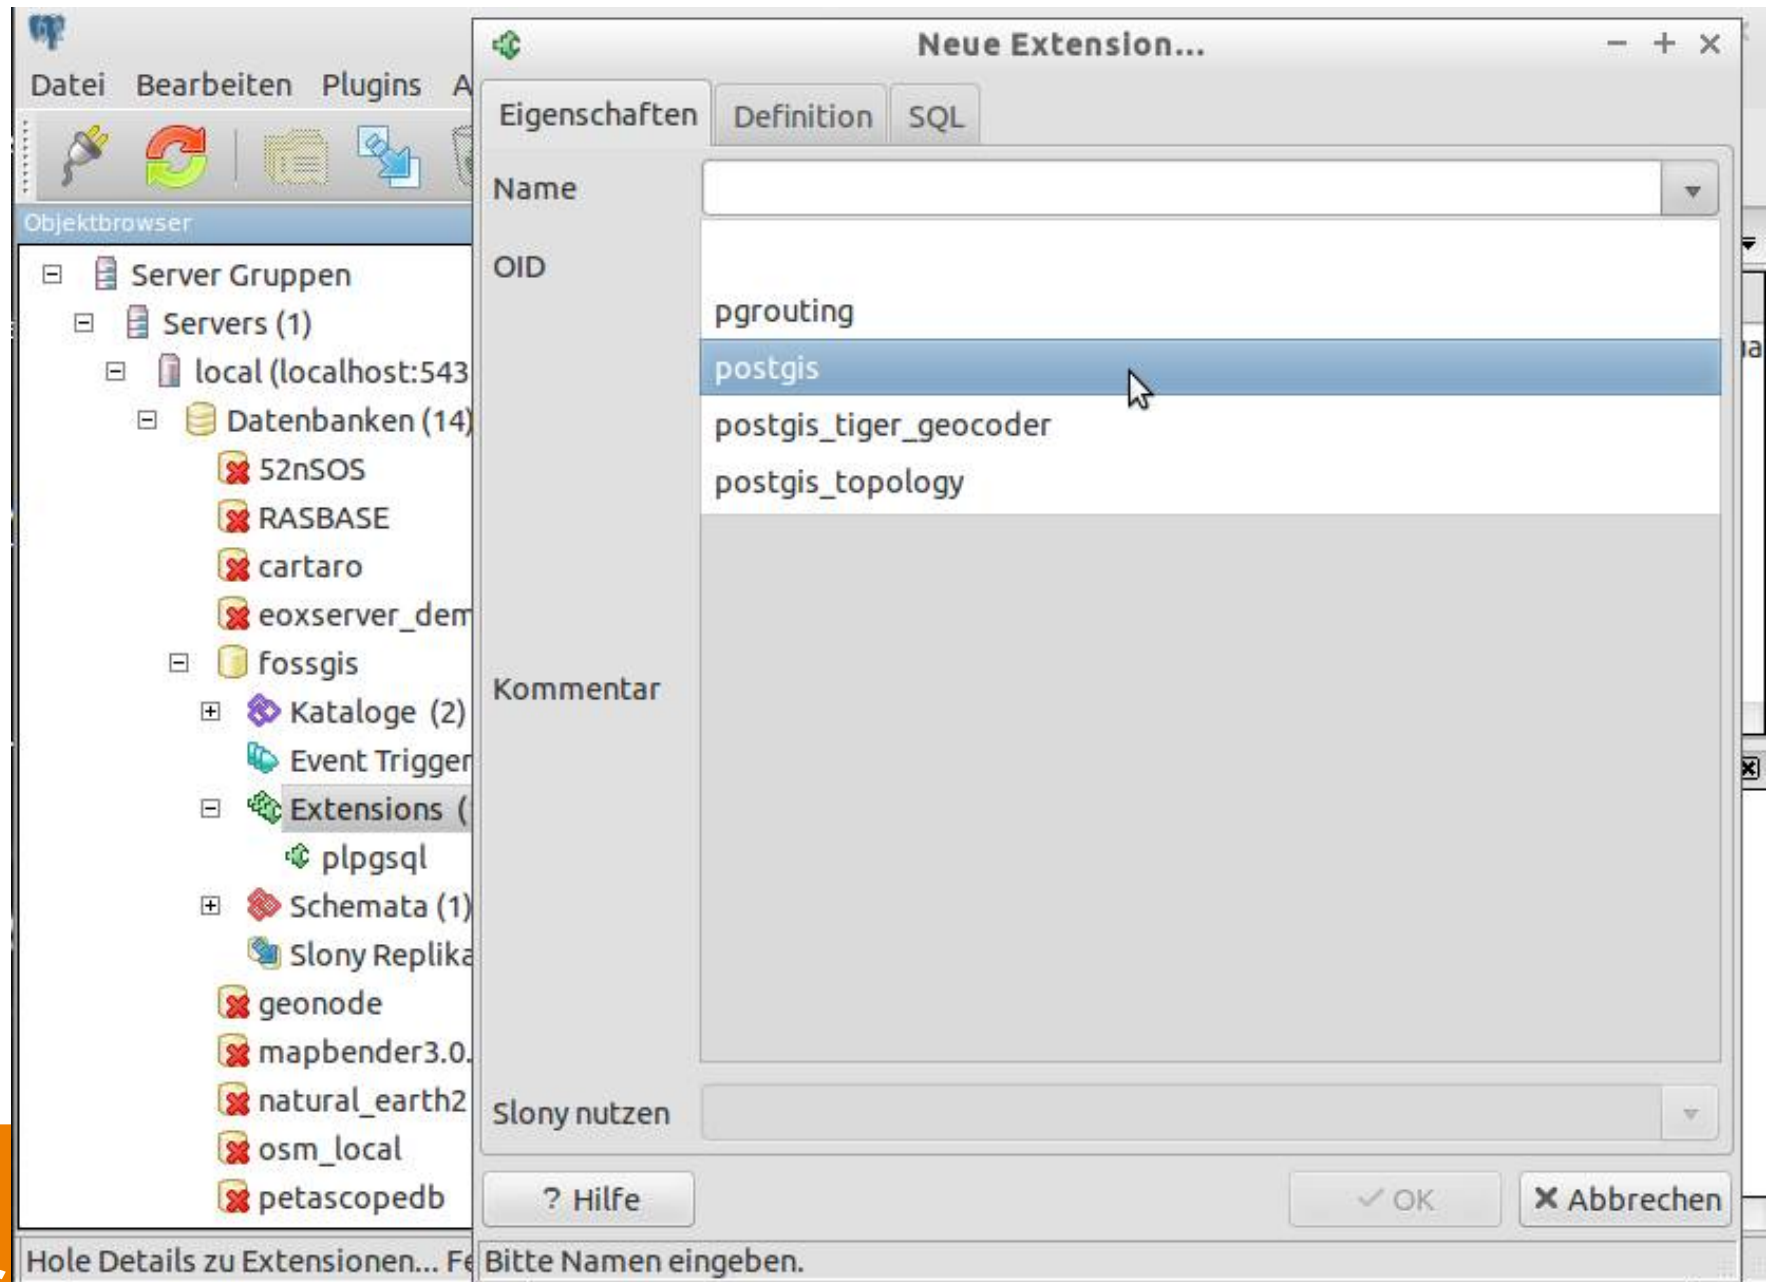 Neue Extension...
Datei Bearbeiten Plugins
Eigenschaften Definition SQL
Name
Objektbrowser
OID
Server Gruppen
Servers (1)
local (localhost:543
Datenbanken (14)
52nSOS
RASBASE
cartaro
eoxserver_dem
fossgis
Kataloge (2)
Event Trigger
Extensions (
plpgsql
Schemata (1)
Slony Replika
geonode
mapbender3.0.
natural_earth2
osm_local
petascopedb
pgrouting
postgis
postgis_tiger_geocoder
postgis_topology
Kommentar
Slony nutzen
? Hilfe
OK
Abbrechen
Hole Details zu Extensionen...
Bitte Namen eingeben.